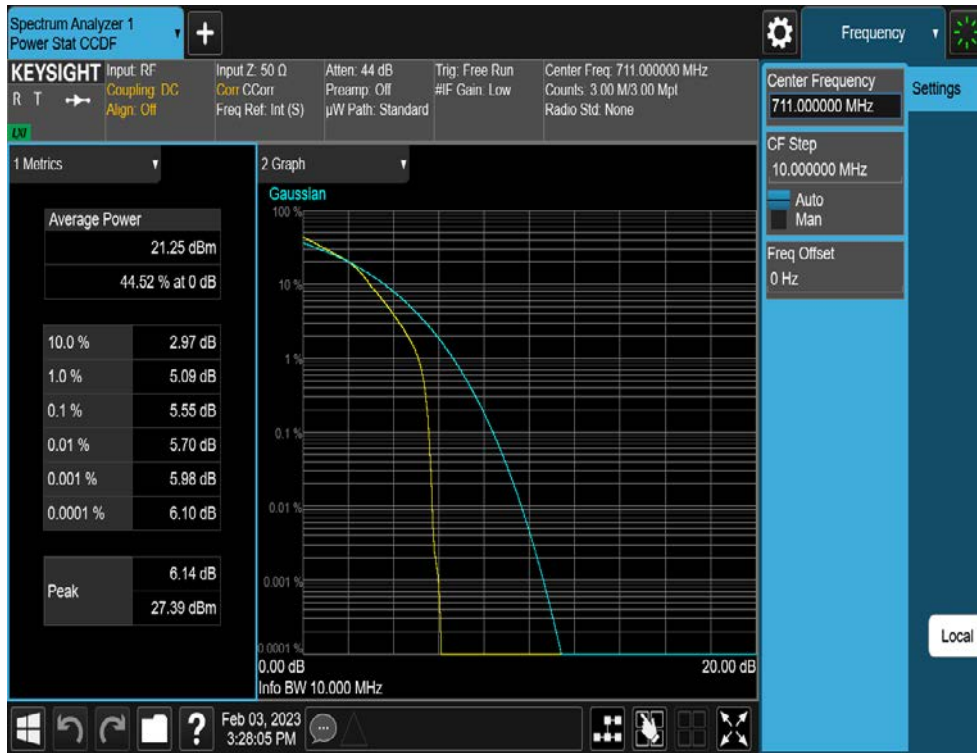 Spectrum Analyzer 1
Power Stat CCDF
+
Frequency
KEYSIGHT
R T
LXI
Input: RF
Coupling: DC
Align: Off
Input Z: 50 Ω
Corr CCorr
Freq Ref: Int (S)
Atten: 44 dB
Preamp: Off
µW Path: Standard
Trig: Free Run
#IF Gain: Low
Center Freq: 711.000000 MHz
Counts: 3.00 M/3.00 Mpt
Radio Std: None
Center Frequency
711.000000 MHz
Settings
CF Step
10.000000 MHz
Auto
Man
Freq Offset
0 Hz
Local
1 Metrics
Average Power
21.25 dBm
44.52 % at 0 dB
10.0 % 2.97 dB
1.0 % 5.09 dB
0.1 % 5.55 dB
0.01 % 5.70 dB
0.001 % 5.98 dB
0.0001 % 6.10 dB
Peak
6.14 dB
27.39 dBm
2 Graph
Gaussian
100 %
10 %
1 %
0.1 %
0.01 %
0.001 %
0.0001 %
0.00 dB 20.00 dB
Info BW 10.000 MHz
?
Feb 03, 2023
3:28:05 PM